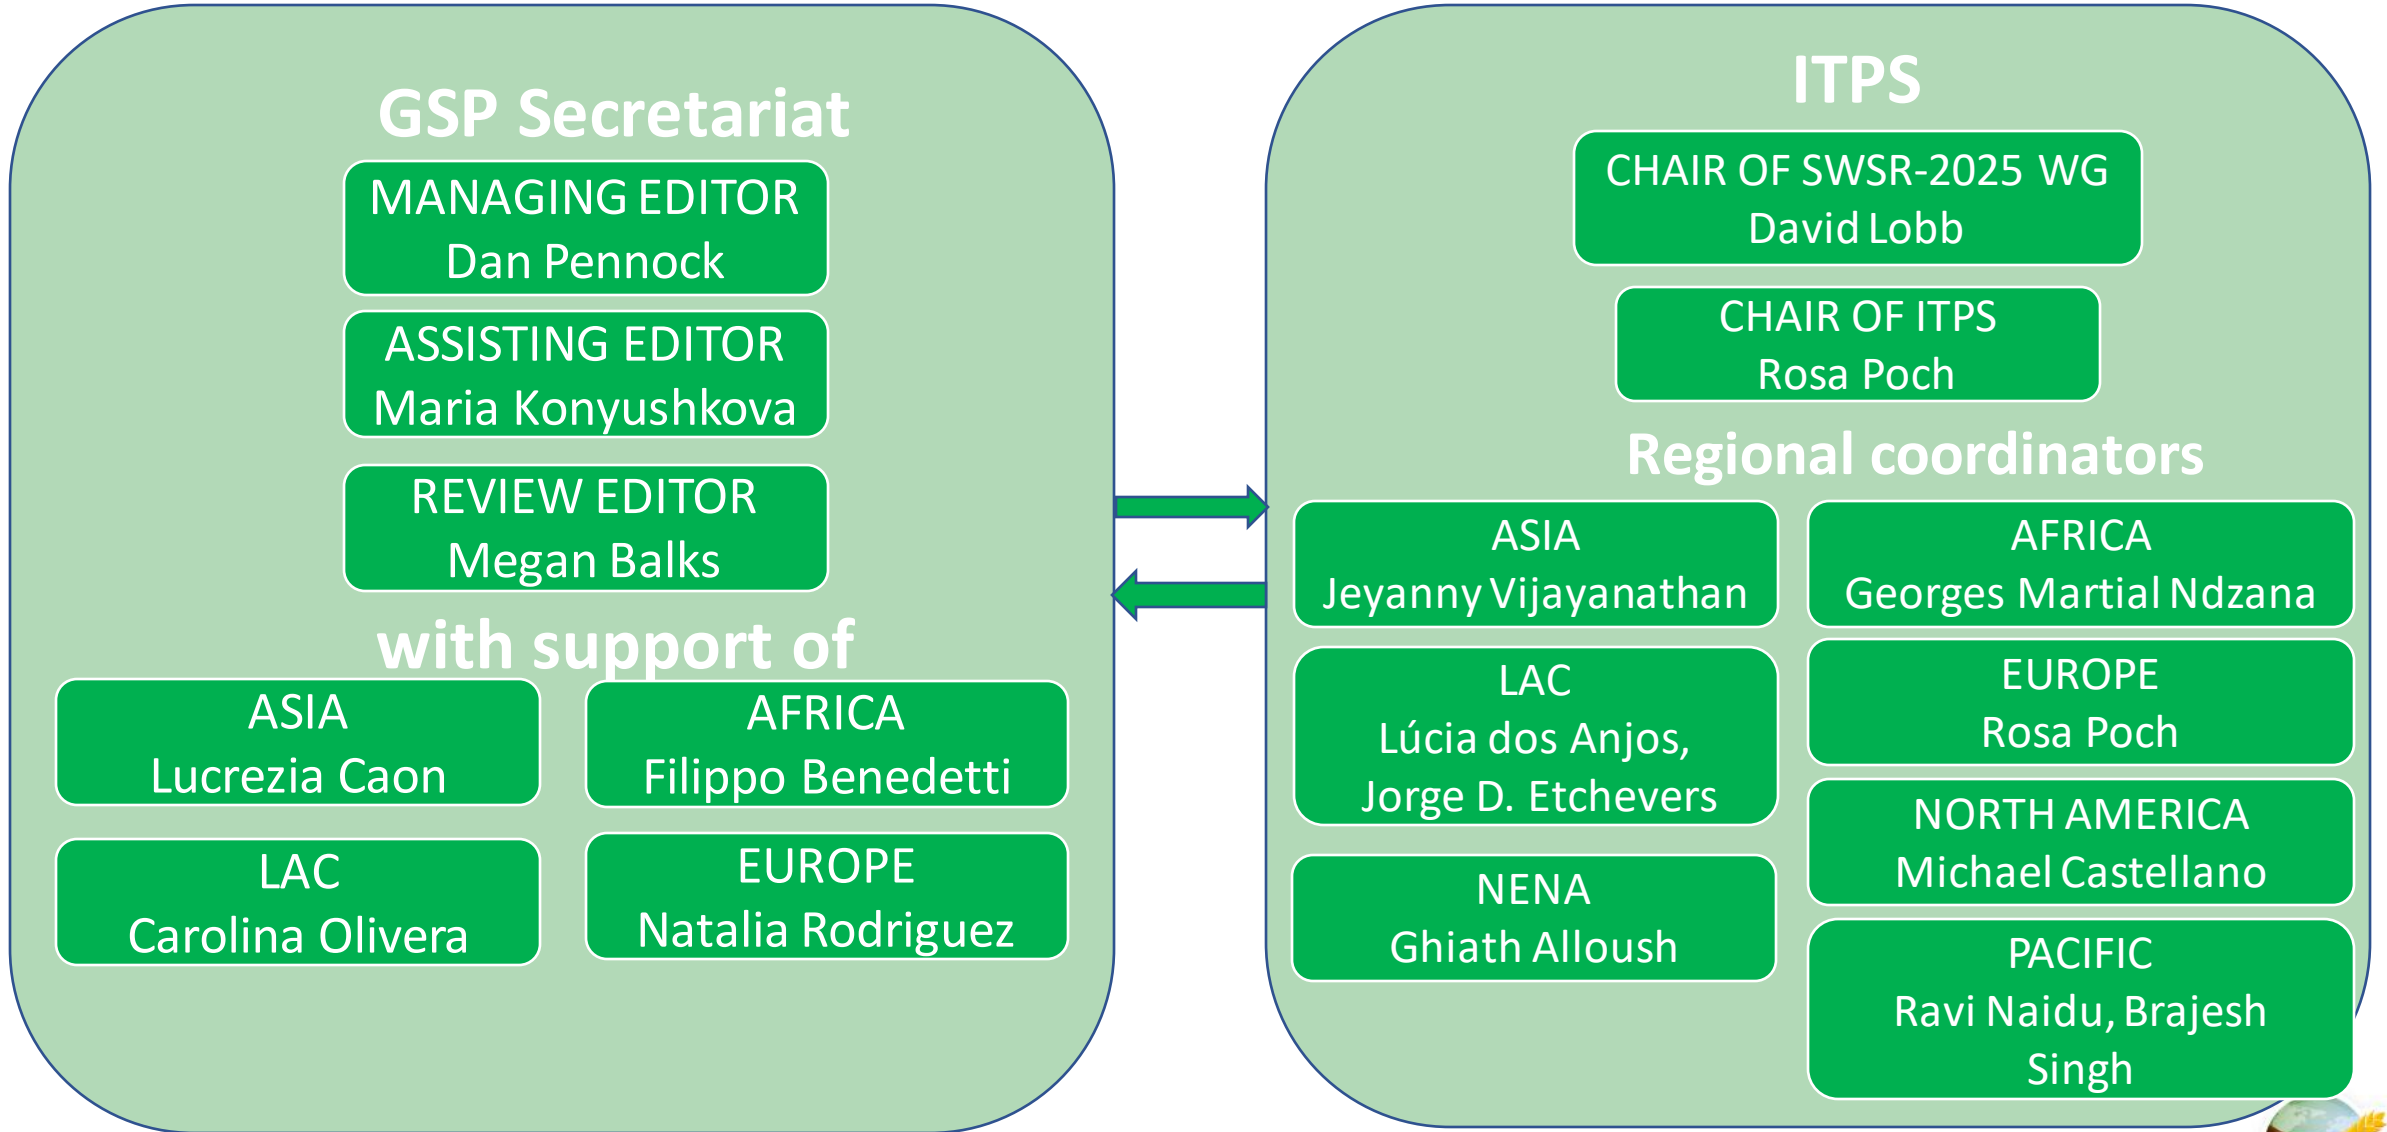 GSP Secretariat
MANAGING EDITOR
Dan Pennock
ASSISTING EDITOR
Maria Konyushkova
REVIEW EDITOR
Megan Balks
with support of
ASIA
Lucrezia Caon
AFRICA
Filippo Benedetti
LAC
Carolina Olivera
EUROPE
Natalia Rodriguez
ITPS
CHAIR OF SWSR-2025 WG
David Lobb
CHAIR OF ITPS
Rosa Poch
Regional coordinators
ASIA
Jeyanny Vijayanathan
AFRICA
Georges Martial Ndzana
LAC
Lúcia dos Anjos,
Jorge D. Etchevers
EUROPE
Rosa Poch
NORTH AMERICA
Michael Castellano
NENA
Ghiath Alloush
PACIFIC
Ravi Naidu, Brajesh
Singh